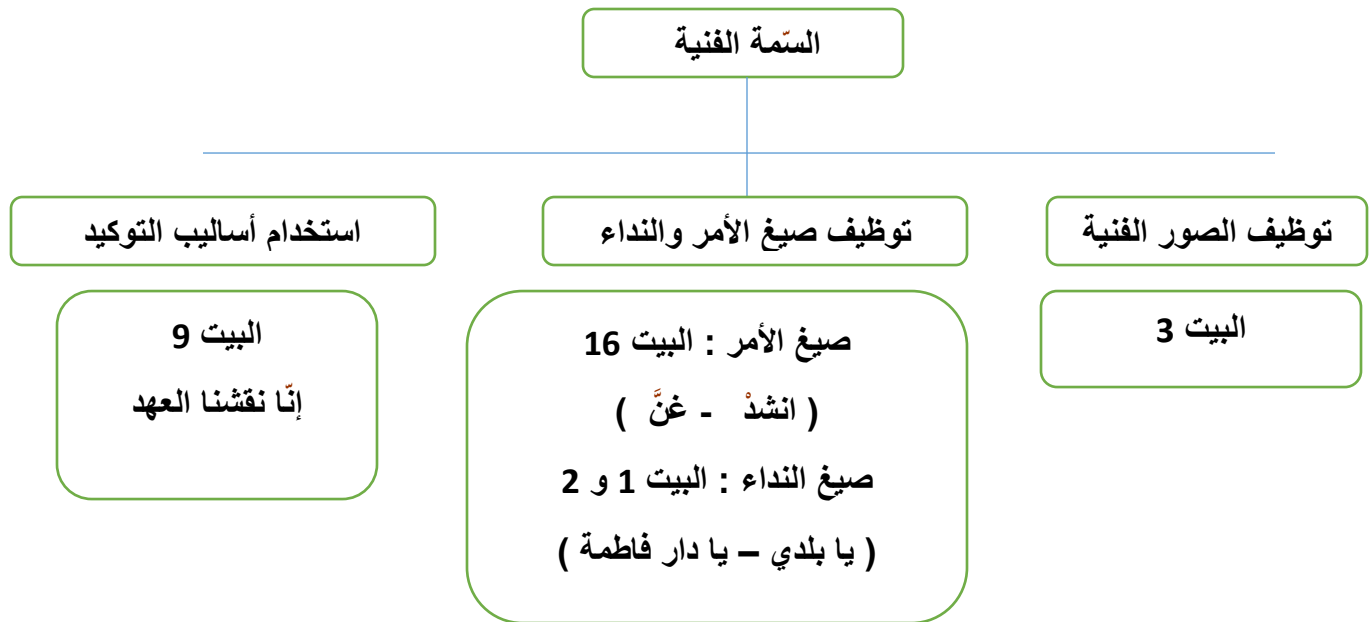 السّمة الفنية
توظيف الصور الفنية
البيت 3
توظيف صيغ الأمر والنداء
صيغ الأمر : البيت 16
( انشدْ - غنَّ )
صيغ النداء : البيت 1 و 2
( يا بلدي – يا دار فاطمة )
استخدام أساليب التوكيد
البيت 9
إنّا نقشنا العهد